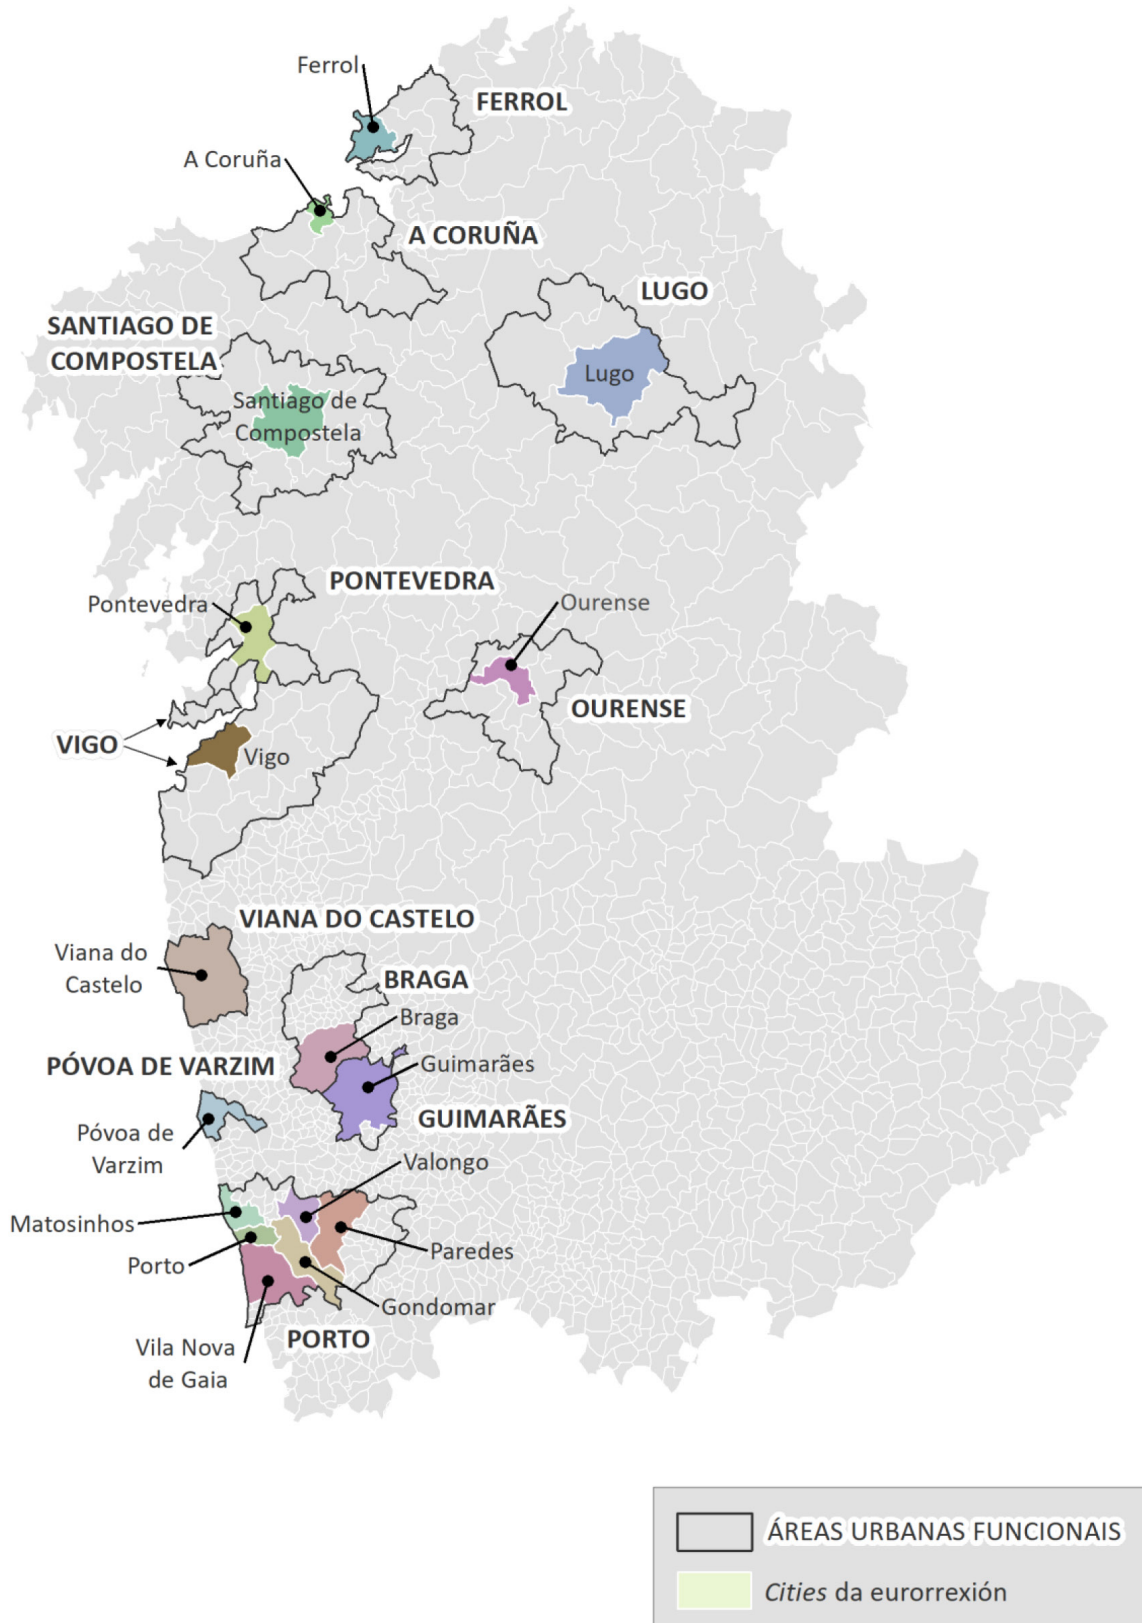 Ferrol
FERROL
A Coruña
A CORUÑA
LUGO
SANTIAGO DE
COMPOSTELA
Lugo
Santiago de
Compostela
PONTEVEDRA
Pontevedra
Ourense
OURENSE
VIGO
Vigo
VIANA DO CASTELO
Viana do
Castelo
BRAGA
Braga
PÓVOA DE VARZIM
Guimarães
GUIMARÃES
Póvoa de
Varzim
Valongo
Matosinhos
Paredes
Porto
Gondomar
PORTO
Vila Nova
de Gaia
ÁREAS URBANAS FUNCIONAIS
Cities da eurorrexión